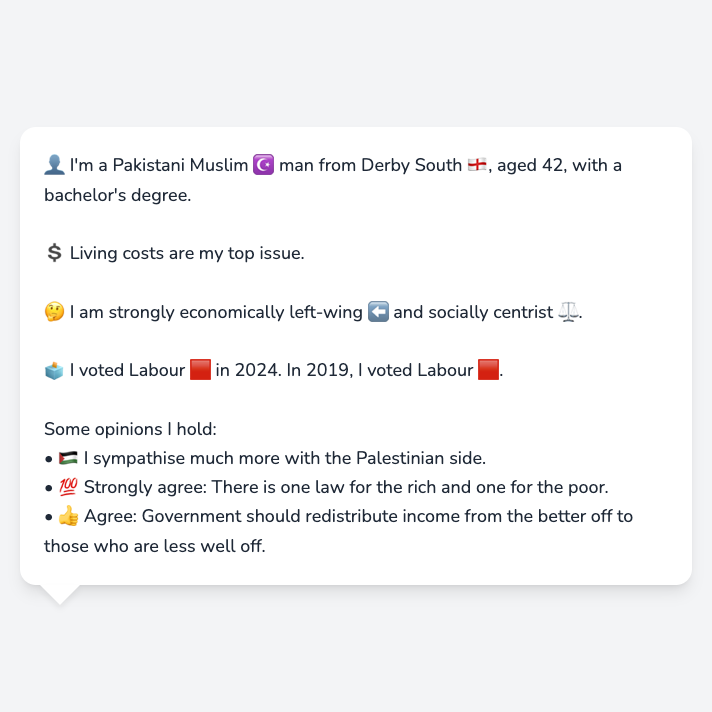 👤 I'm a Pakistani Muslim ☪️ man from Derby South 🏴󠁧󠁢󠁥󠁮󠁧󠁿, aged 42, with a
bachelor's degree.
💲 Living costs are my top issue.
🤔 I am strongly economically left-wing ⬅️ and socially centrist ⚖️.
🗳️ I voted Labour 🟥 in 2024. In 2019, I voted Labour 🟥.
Some opinions I hold:
• 🇵🇸 I sympathise much more with the Palestinian side.
• 💯 Strongly agree: There is one law for the rich and one for the poor.
• 👍 Agree: Government should redistribute income from the better off to
those who are less well off.